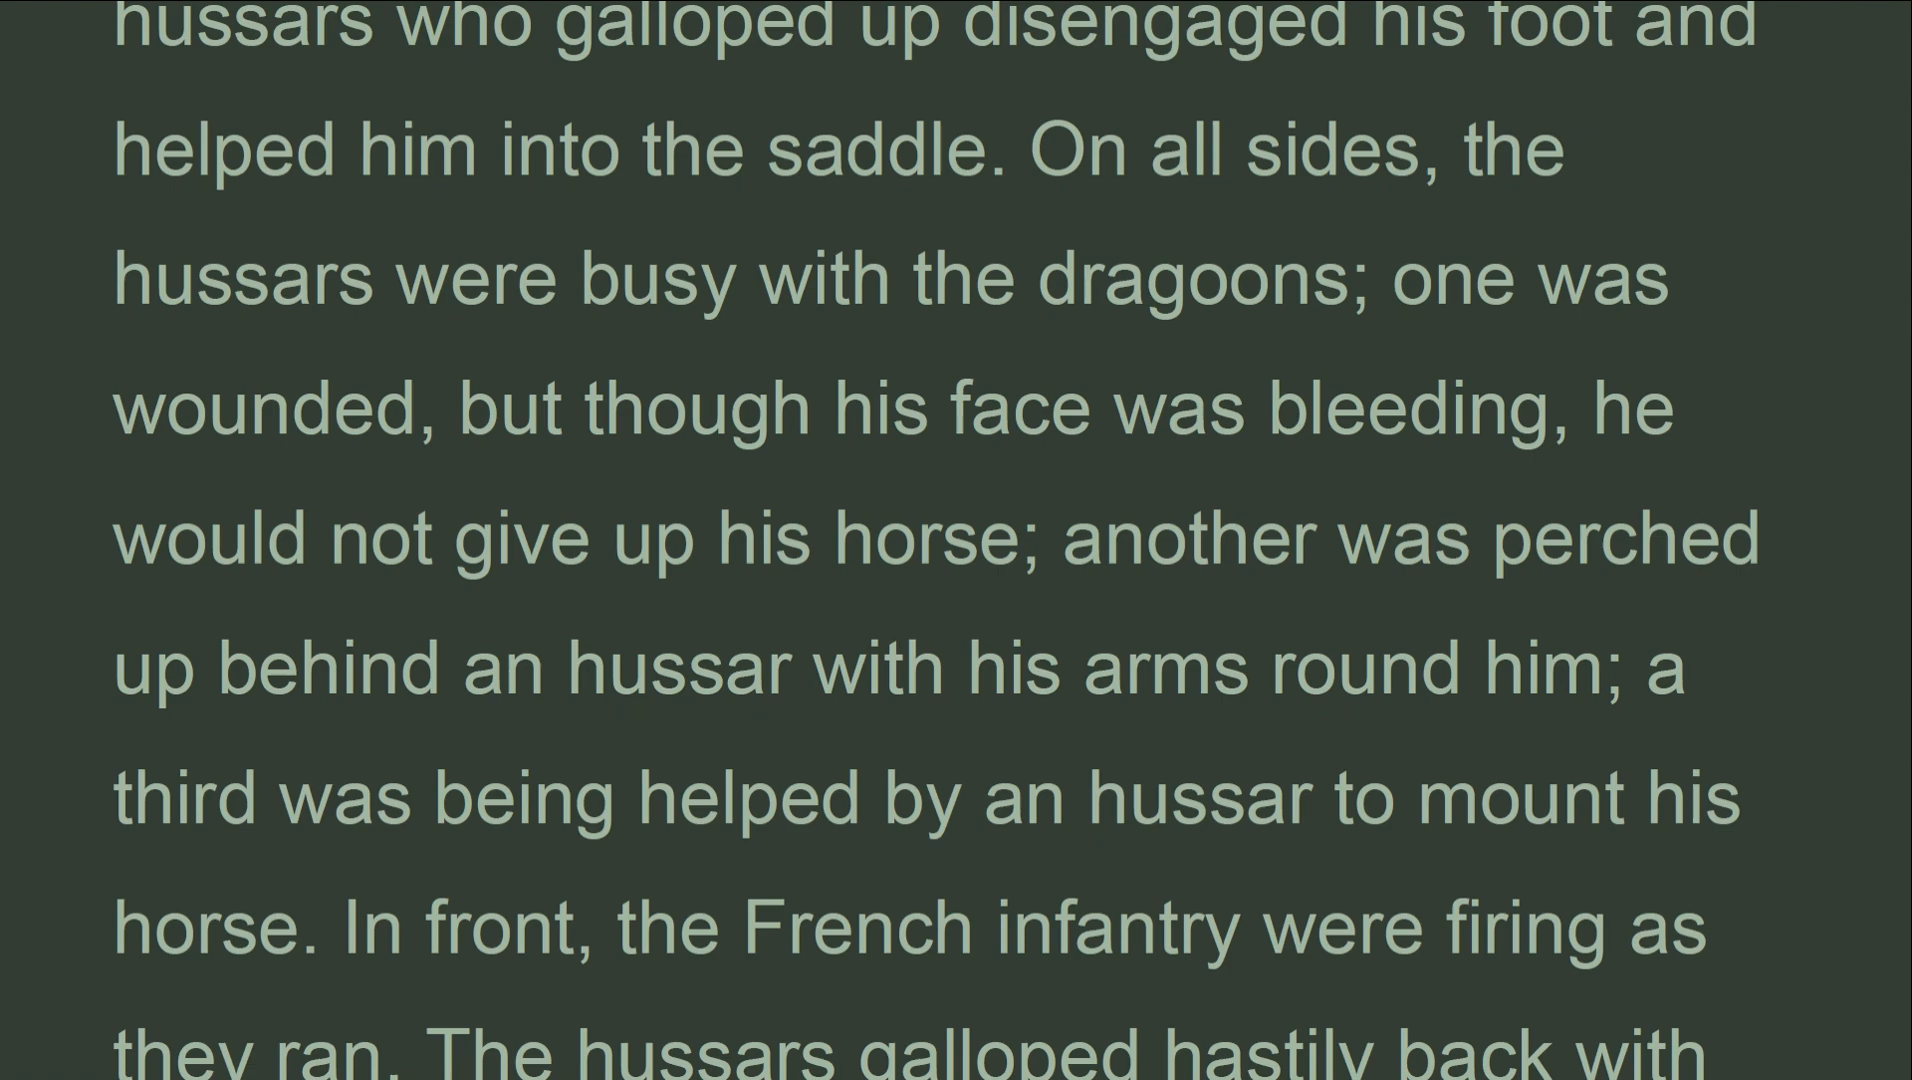 hussars who galloped up disengaged his foot and
helped him into the saddle. On all sides, the
hussars were busy with the dragoons; one was
wounded, but though his face was bleeding, he
would not give up his horse; another was perched
up behind an hussar with his arms round him; a
third was being helped by an hussar to mount his
horse. In front, the French infantry were firing as
they ran. The hussars galloped hastily back with